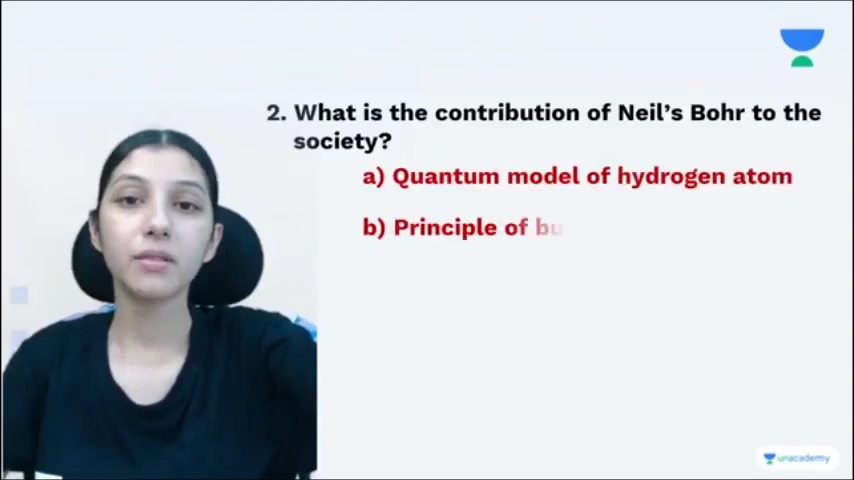 2. What is the contribution of Neil's Bohr to the
society?
a) Quantum model of hydrogen atom
b) Principle of
unacademy